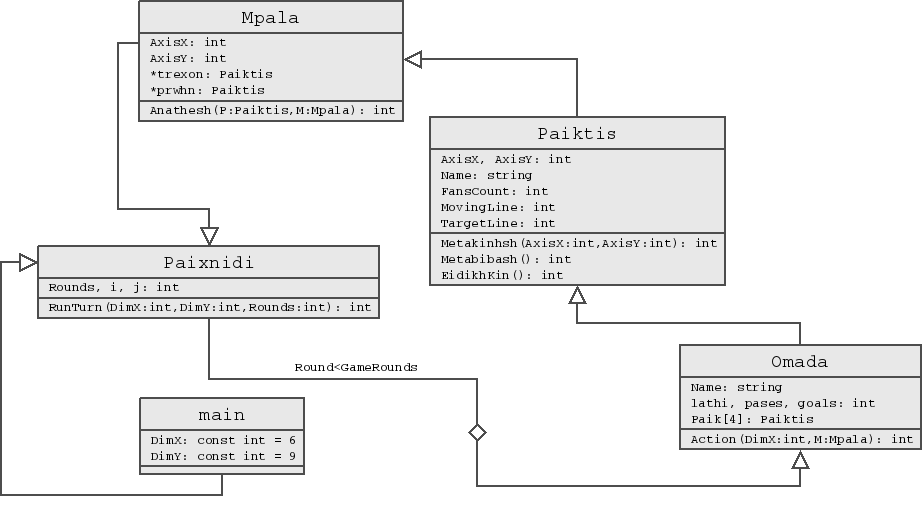 Mpala
AxisX: int
AxisY: int
*trexon: Paiktis
*prwhn: Paiktis
Anathesh(P:Paiktis,M:Mpala): int
Paiktis
AxisX, AxisY: int
Name: string
FansCount: int
MovingLine: int
TargetLine: int
Metakinhsh(AxisX:int,AxisY:int): int
Metabibash(): int
EidikhKin(): int
Paixnidi
Rounds, i, j: int
RunTurn(DimX:int,DimY:int,Rounds:int): int
Round<GameRounds
Omada
Name: string
lathi, pases, goals: int
Paik[4]: Paiktis
Action(DimX:int,M:Mpala): int
main
DimX: const int = 6
DimY: const int = 9